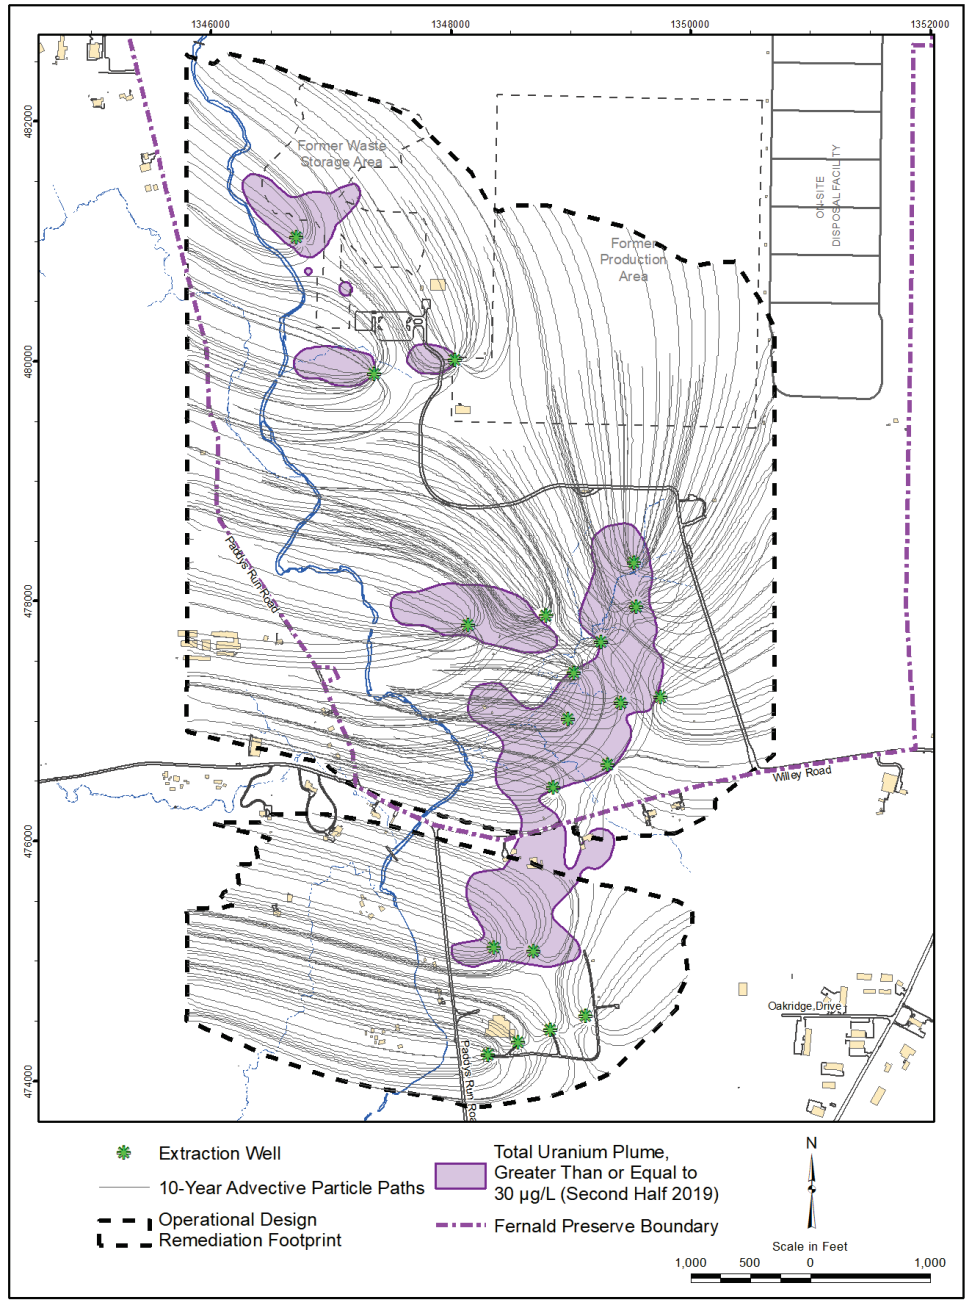 1346000
1348000
1350000
1352000
482000
480000
478000
476000
474000
Former Waste
Storage Area
Former
Production
Area
ON-SITE
DISPOSAL FACILITY
Paddys Run Road
Willey Road
Oakridge Drive
Paddys Run Roa
Extraction Well
10-Year Advective Particle Paths
Operational Design
Remediation Footprint
Total Uranium Plume,
Greater Than or Equal to
30 µg/L (Second Half 2019)
Fernald Preserve Boundary
N
Scale in Feet
1,000 500 0 1,000